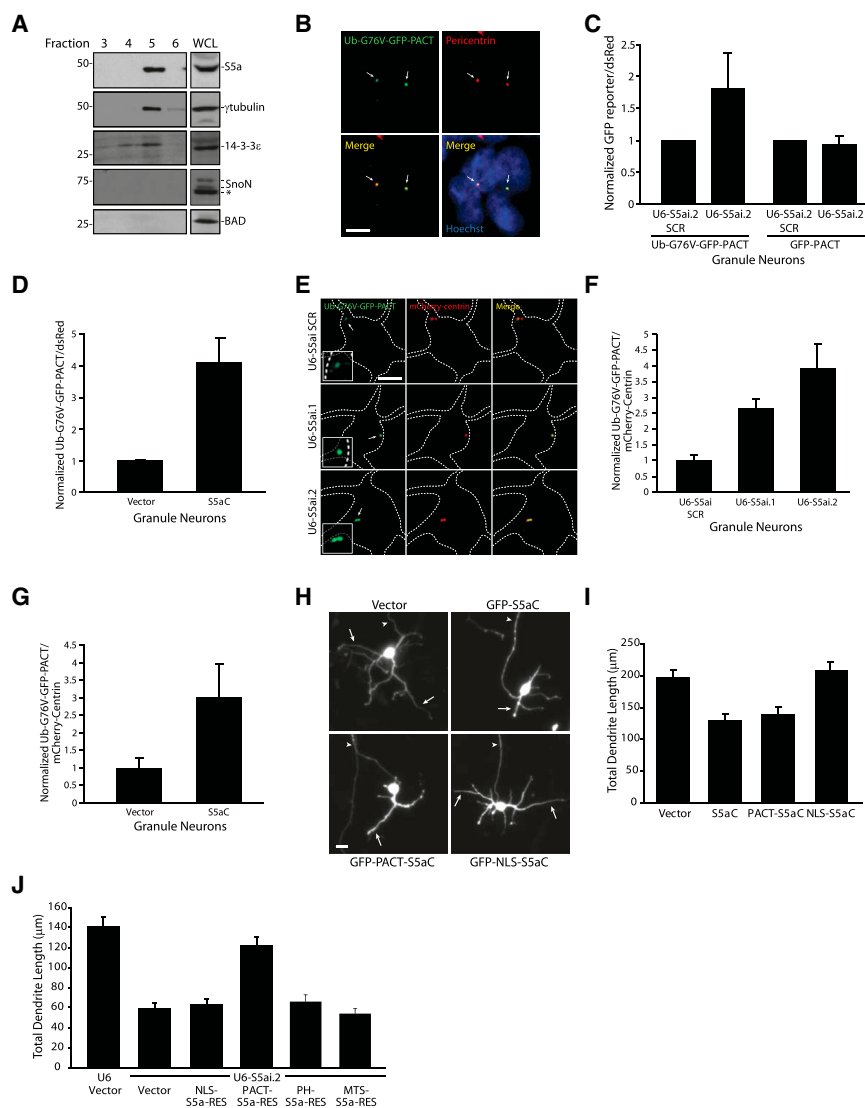 A
Fraction 3 4 5 6 WCL
50-
-S5a
50-
-γtubulin
25-
-14-3-3ε
75-
SnoN
*
25-
-BAD
B
Ub-G76V-GFP-PACT
Pericentrin
Merge
Merge
Hoechst
C
Normalized GFP reporter/dsRed
2.5
2
1.5
1
0.5
0
U6-S5ai.2 SCR
U6-S5ai.2
U6-S5ai.2 SCR
U6-S5ai.2
Ub-G76V-GFP-PACT
GFP-PACT
Granule Neurons
D
Normalized Ub-G76V-GFP-PACT/dsRed
5
4.5
4
3.5
3
2.5
2
1.5
1
0.5
0
Vector
S5aC
Granule Neurons
E
Ub-G76V-GFP-PACT
mCherry-centrin
Merge
U6-S5ai SCR
U6-S5ai.1
U6-S5ai.2
F
Normalized Ub-G76V-GFP-PACT/
mCherry-Centrin
5
4.5
4
3.5
3
2.5
2
1.5
1
0.5
0
U6-S5ai
SCR
U6-S5ai.1
U6-S5ai.2
Granule Neurons
G
Normalized Ub-G76V-GFP-PACT/
mCherry-Centrin
4.5
4
3.5
3
2.5
2
1.5
1
0.5
0
Vector
S5aC
Granule Neurons
H
Vector
GFP-S5aC
GFP-PACT-S5aC
GFP-NLS-S5aC
I
Total Dendrite Length (μm)
250
200
150
100
50
0
Vector
S5aC
PACT-S5aC
NLS-S5aC
J
Total Dendrite Length (μm)
160
140
120
100
80
60
40
20
0
U6
Vector
U6-S5ai.2
Vector
NLS-
S5a-RES
PACT-
S5a-RES
PH-
S5a-RES
MTS-
S5a-RES